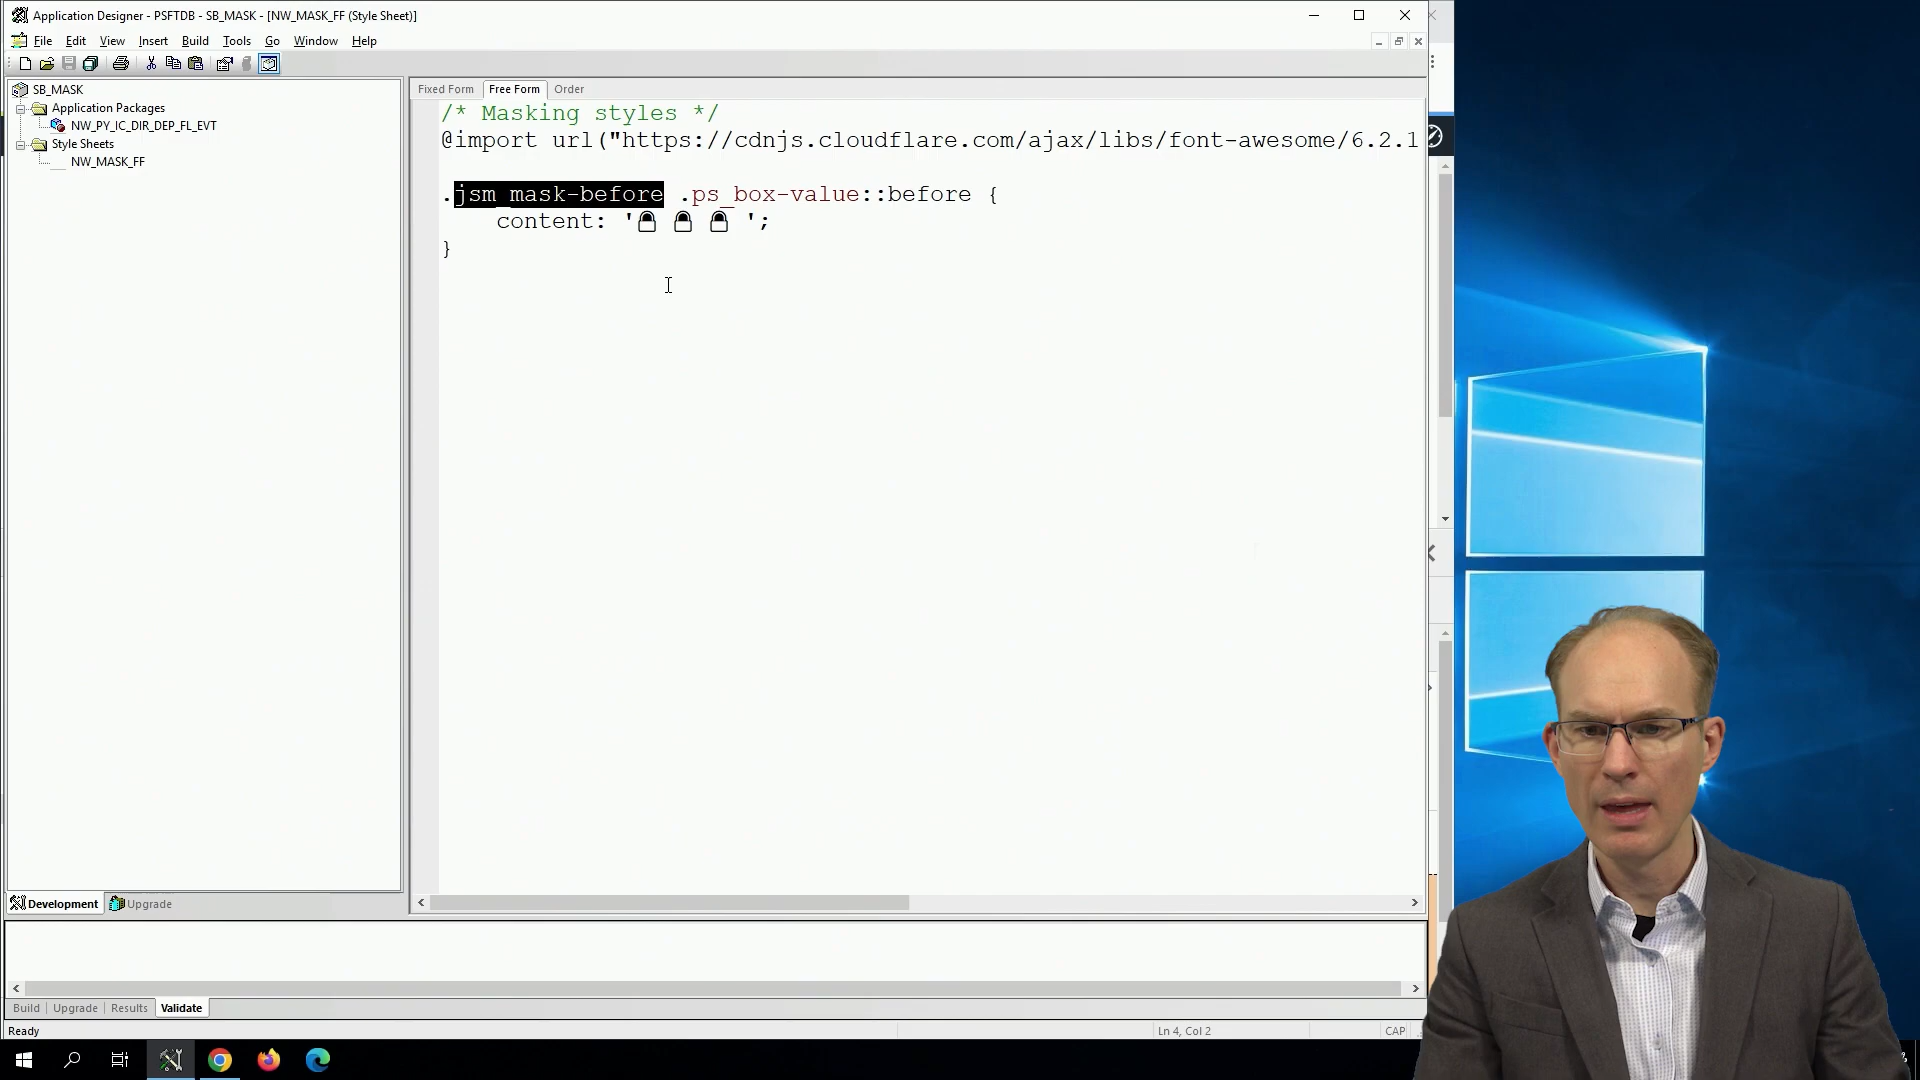 Application Designer - PSFTDB - SB_MASK - [NW_MASK_FF (Style Sheet)]
File Edit View Insert Build Tools Go Window Help
SB_MASK
Application Packages
NW_PY_IC_DIR_DEP_FL_EVT
Style Sheets
NW_MASK_FF
Fixed Form Free Form Order
/* Masking styles */
@import url("https://cdnjs.cloudflare.com/ajax/libs/font-awesome/6.2.1
.jsm_mask-before .ps_box-value::before {
content: '🔒 🔒 🔒 ';
}
Development Upgrade
Build Upgrade Results Validate
Ready Ln 4, Col 2 CAP